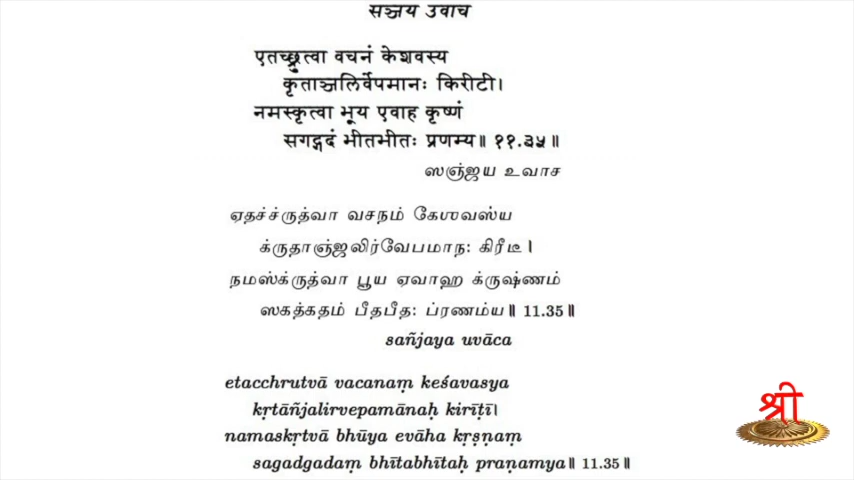 सञ्जय उवाच
एतच्छ्रुत्वा वचनं केशवस्य
कृताञ्जलिर्वेपमानः किरीटी।
नमस्कृत्वा भूय एवाह कृष्णं
सगद्गदं भीतभीतः प्रणम्य॥ ११.३५॥
ஸஞ்ஜய உவாச
ஏதச்ச்ருத்வா வசநம் கேஶவஸ்ய
க்ருதாஞ்ஜலிர்வேபமாந: கிரீடீ।
நமஸ்க்ருத்வா பூய ஏவாஹ க்ருஷ்ணம்
ஸகத்கதம் பீதபீத: ப்ரணம்ய॥ 11.35॥
sañjaya uvāca
etacchrutvā vacanaṃ keśavasya
kṛtāñjalirvepamānaḥ kirīṭī।
namaskṛtvā bhūya evāha kṛṣṇaṃ
sagadgadaṃ bhītabhītaḥ praṇamya॥ 11.35॥
श्री